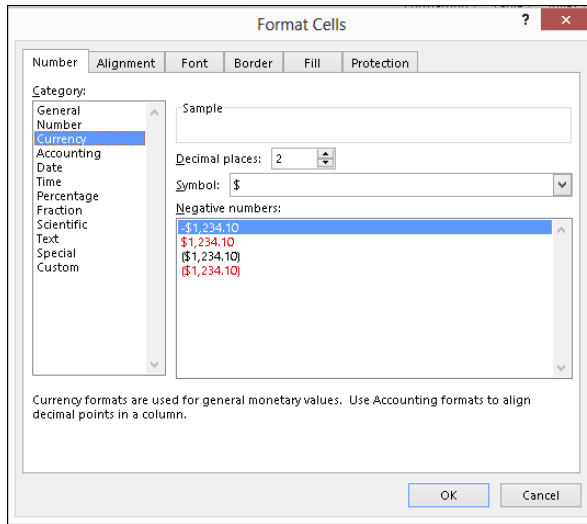 Format Cells
?
Number Alignment Font Border Fill Protection
Category:
General
Number
Currency
Accounting
Date
Time
Percentage
Fraction
Scientific
Text
Special
Custom
Sample
Decimal places: 2
Symbol: $
Negative numbers:
-$1,234.10
$1,234.10
($1,234.10)
($1,234.10)
Currency formats are used for general monetary values. Use Accounting formats to align
decimal points in a column.
OK Cancel